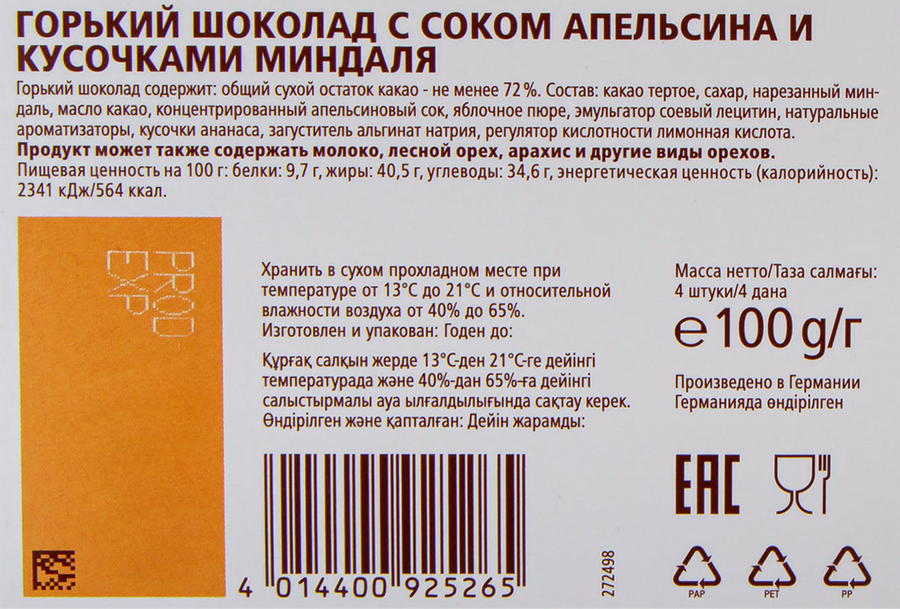 ГОРЬКИЙ ШОКОЛАД С СОКОМ АПЕЛЬСИНА И
КУСОЧКАМИ МИНДАЛЯ
Горький шоколад содержит: общий сухой остаток какао - не менее 72%. Состав: какао тертое, сахар, нарезанный мин-
даль, масло какао, концентрированный апельсиновый сок, яблочное пюре, эмульгатор соевый лецитин, натуральные
ароматизаторы, кусочки ананаса, загуститель альгинат натрия, регулятор кислотности лимонная кислота.
Продукт может также содержать молоко, лесной орех, арахис и другие виды орехов.
Пищевая ценность на 100 г: белки: 9,7 г, жиры: 40,5 г, углеводы: 34,6 г, энергетическая ценность (калорийность):
2341 кДж/564 ккал.
PROD
EXP
Хранить в сухом прохладном месте при
температуре от 13°C до 21°C и относительной
влажности воздуха от 40% до 65%.
Изготовлен и упакован: Годен до:
Құрғақ салқын жерде 13°C-ден 21°C-ге дейінгі
температурада және 40%-дан 65%-ға дейінгі
салыстырмалы ауа ылғалдылығында сақтау керек.
Өндірілген және қапталған: Дейін жарамды:
Масса нетто/Таза салмағы:
4 штуки/4 дана
℮100 g/г
Произведено в Германии
Германияда өндірілген
EAC
4 014400 925265
272498
PAP
PET
PP